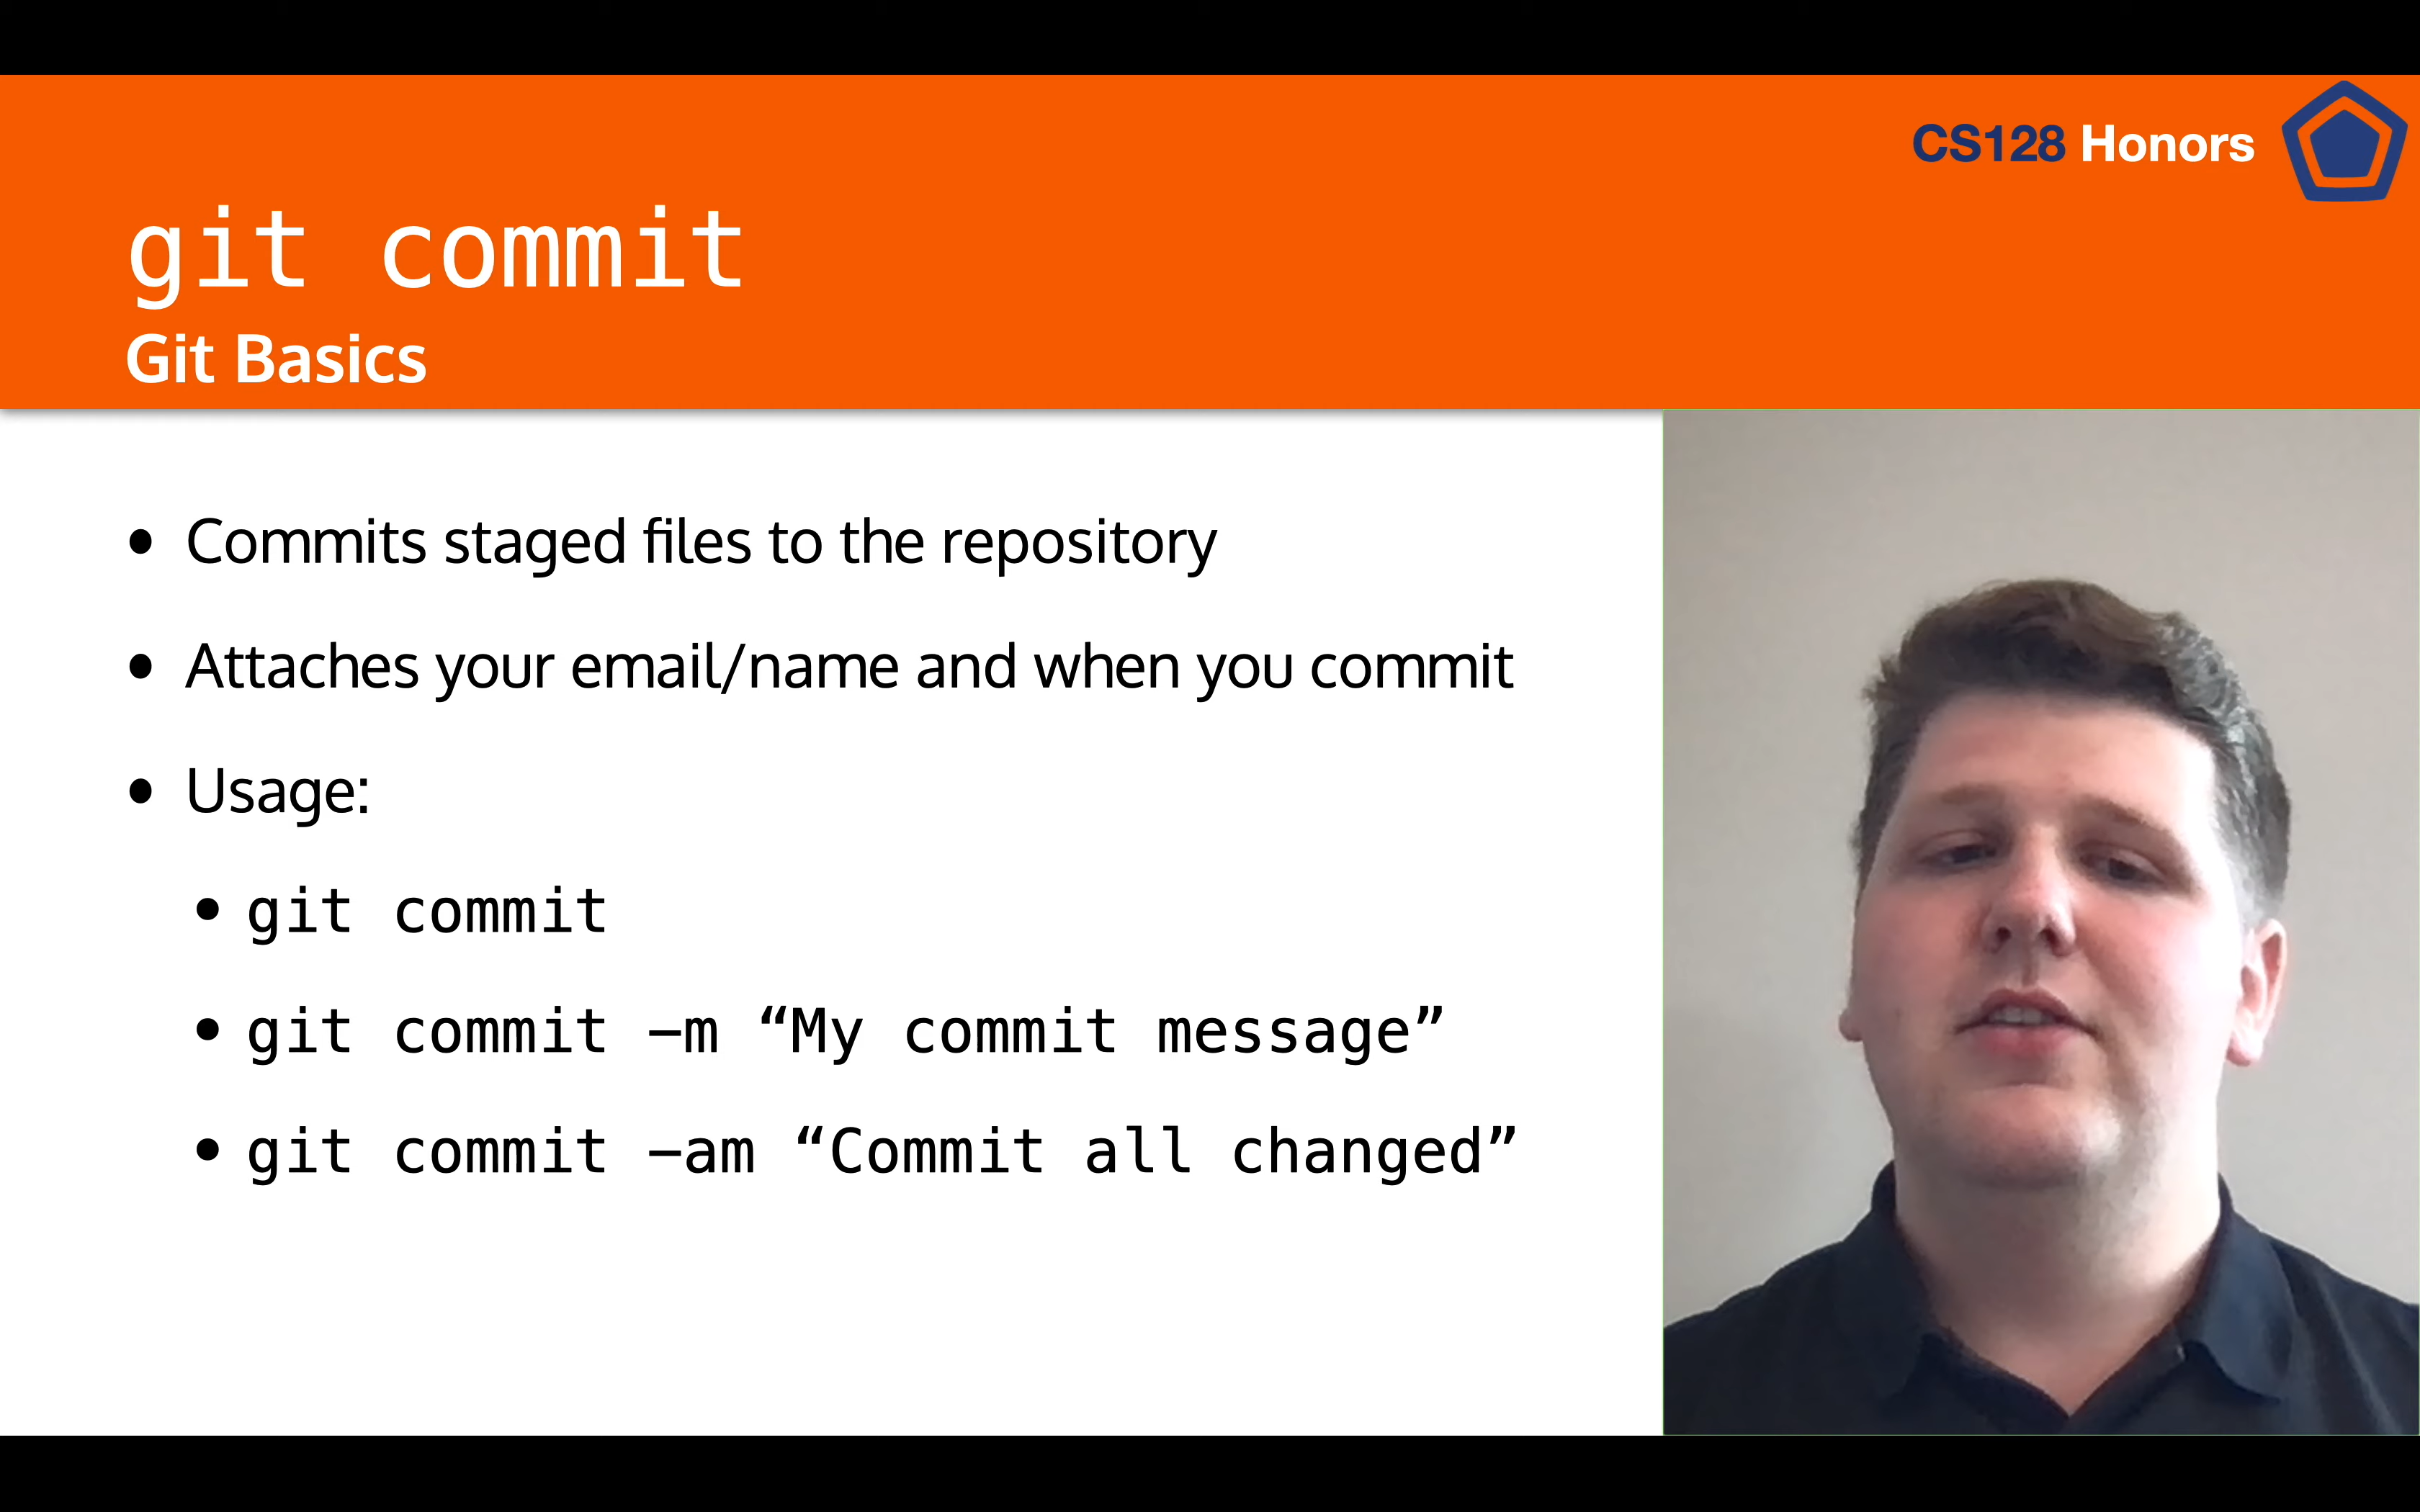 CS128 Honors
git commit
Git Basics
• Commits staged files to the repository
• Attaches your email/name and when you commit
• Usage:
• git commit
• git commit –m “My commit message”
• git commit –am “Commit all changed”